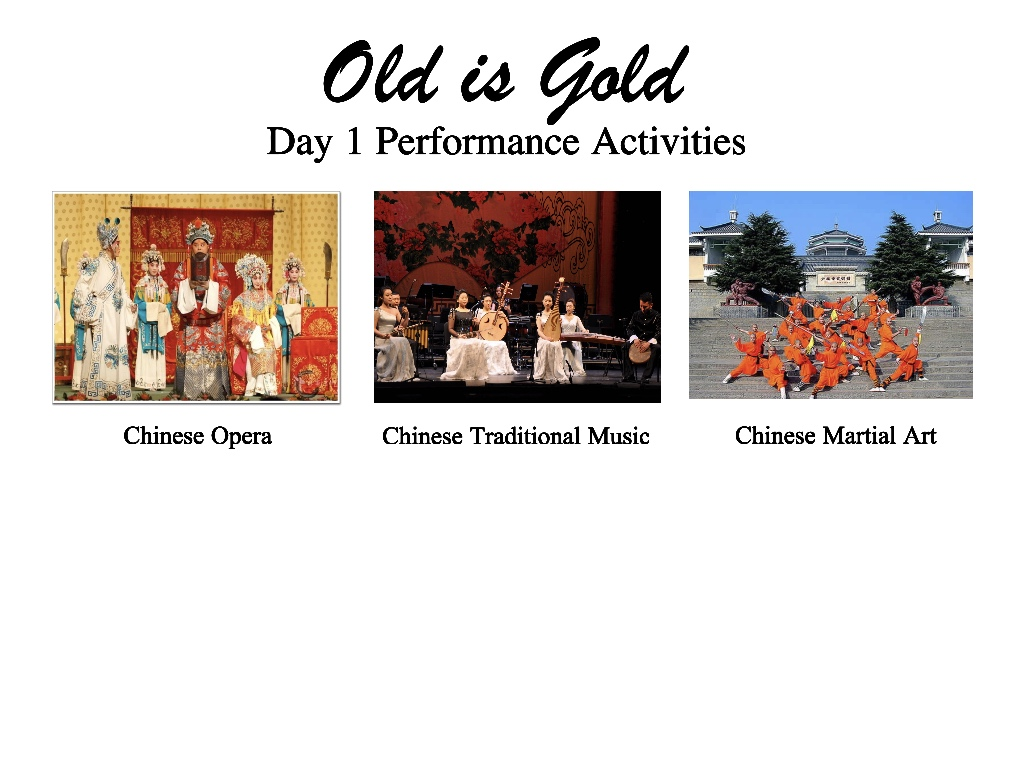 Old is Gold
Day 1 Performance Activities
Chinese Opera
Chinese Traditional Music
Chinese Martial Art